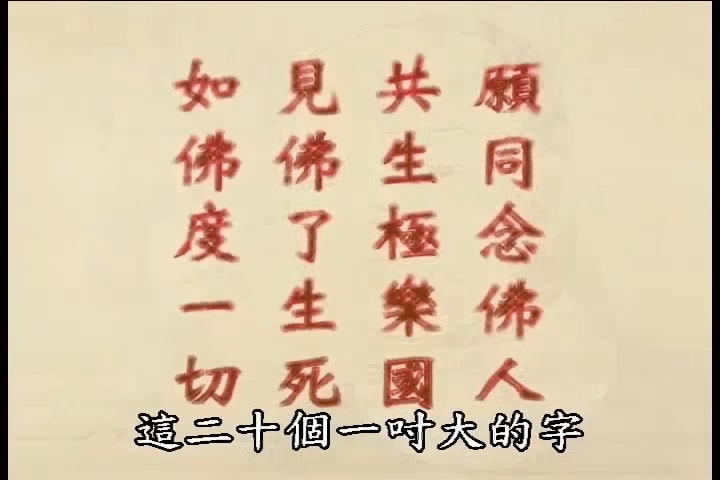 願同念佛人
共生極樂國
見佛了生死
如佛度一切
這二十個一吋大的字